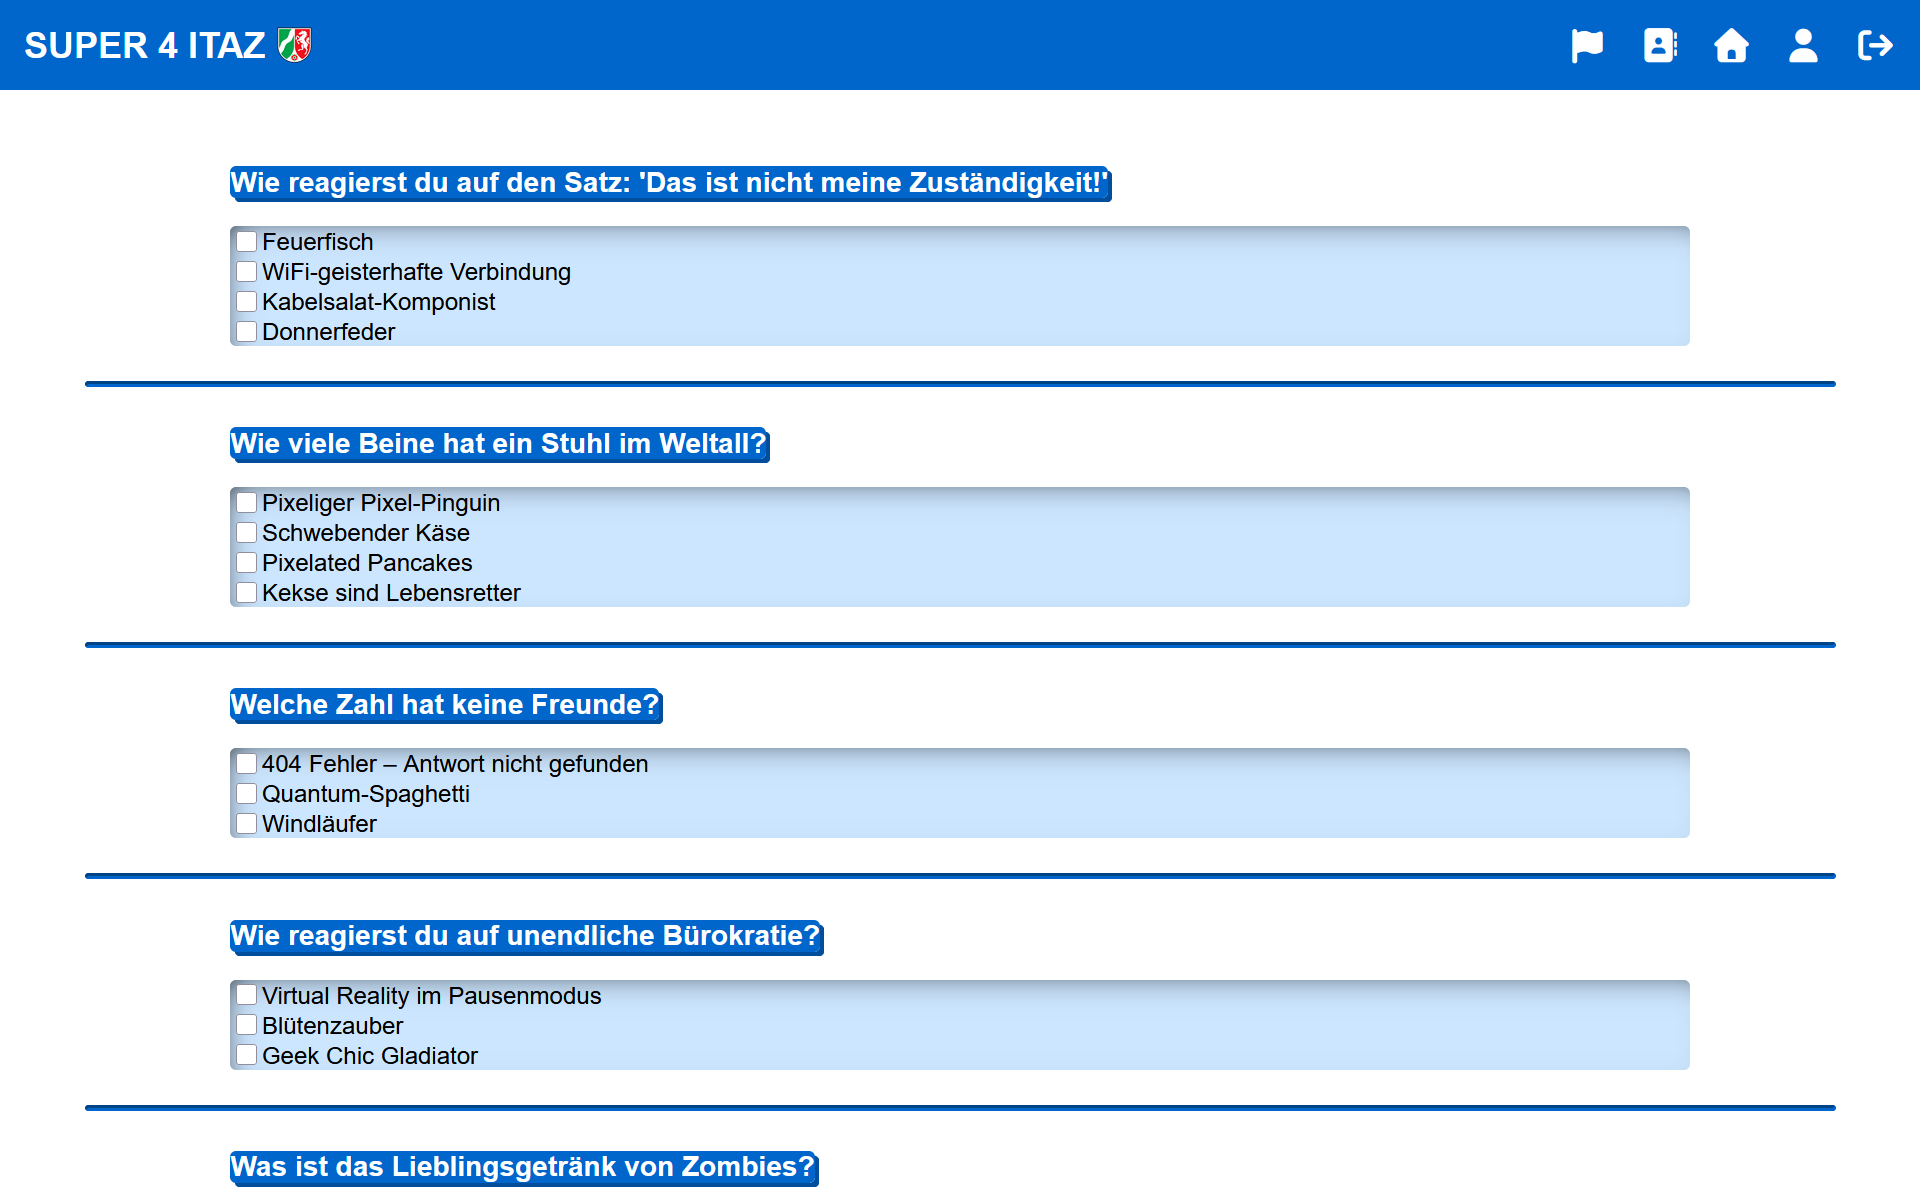 SUPER 4 ITAZ
Wie reagierst du auf den Satz: 'Das ist nicht meine Zuständigkeit!'
Feuerfisch
WiFi-geisterhafte Verbindung
Kabelsalat-Komponist
Donnerfeder
Wie viele Beine hat ein Stuhl im Weltall?
Pixeliger Pixel-Pinguin
Schwebender Käse
Pixelated Pancakes
Kekse sind Lebensretter
Welche Zahl hat keine Freunde?
404 Fehler – Antwort nicht gefunden
Quantum-Spaghetti
Windläufer
Wie reagierst du auf unendliche Bürokratie?
Virtual Reality im Pausenmodus
Blütenzauber
Geek Chic Gladiator
Was ist das Lieblingsgetränk von Zombies?